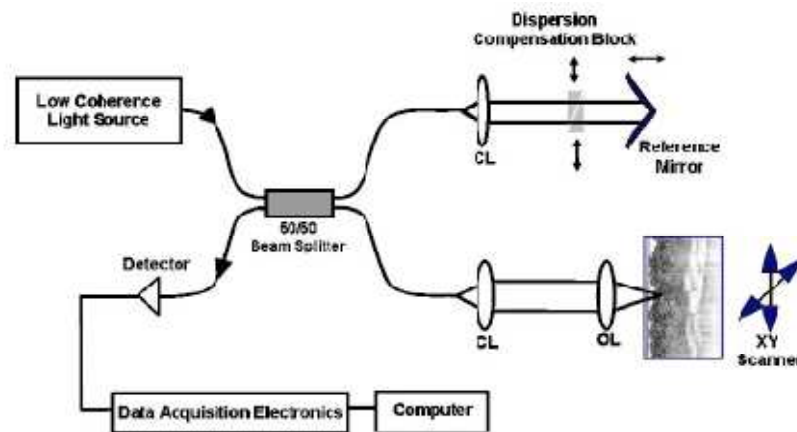 Dispersion
Compensation Block
Low Coherence
Light Source
CL
Reference
Mirror
50/50
Beam Splitter
Detector
CL
OL
XY
Scanner
Data Acquisition Electronics
Computer